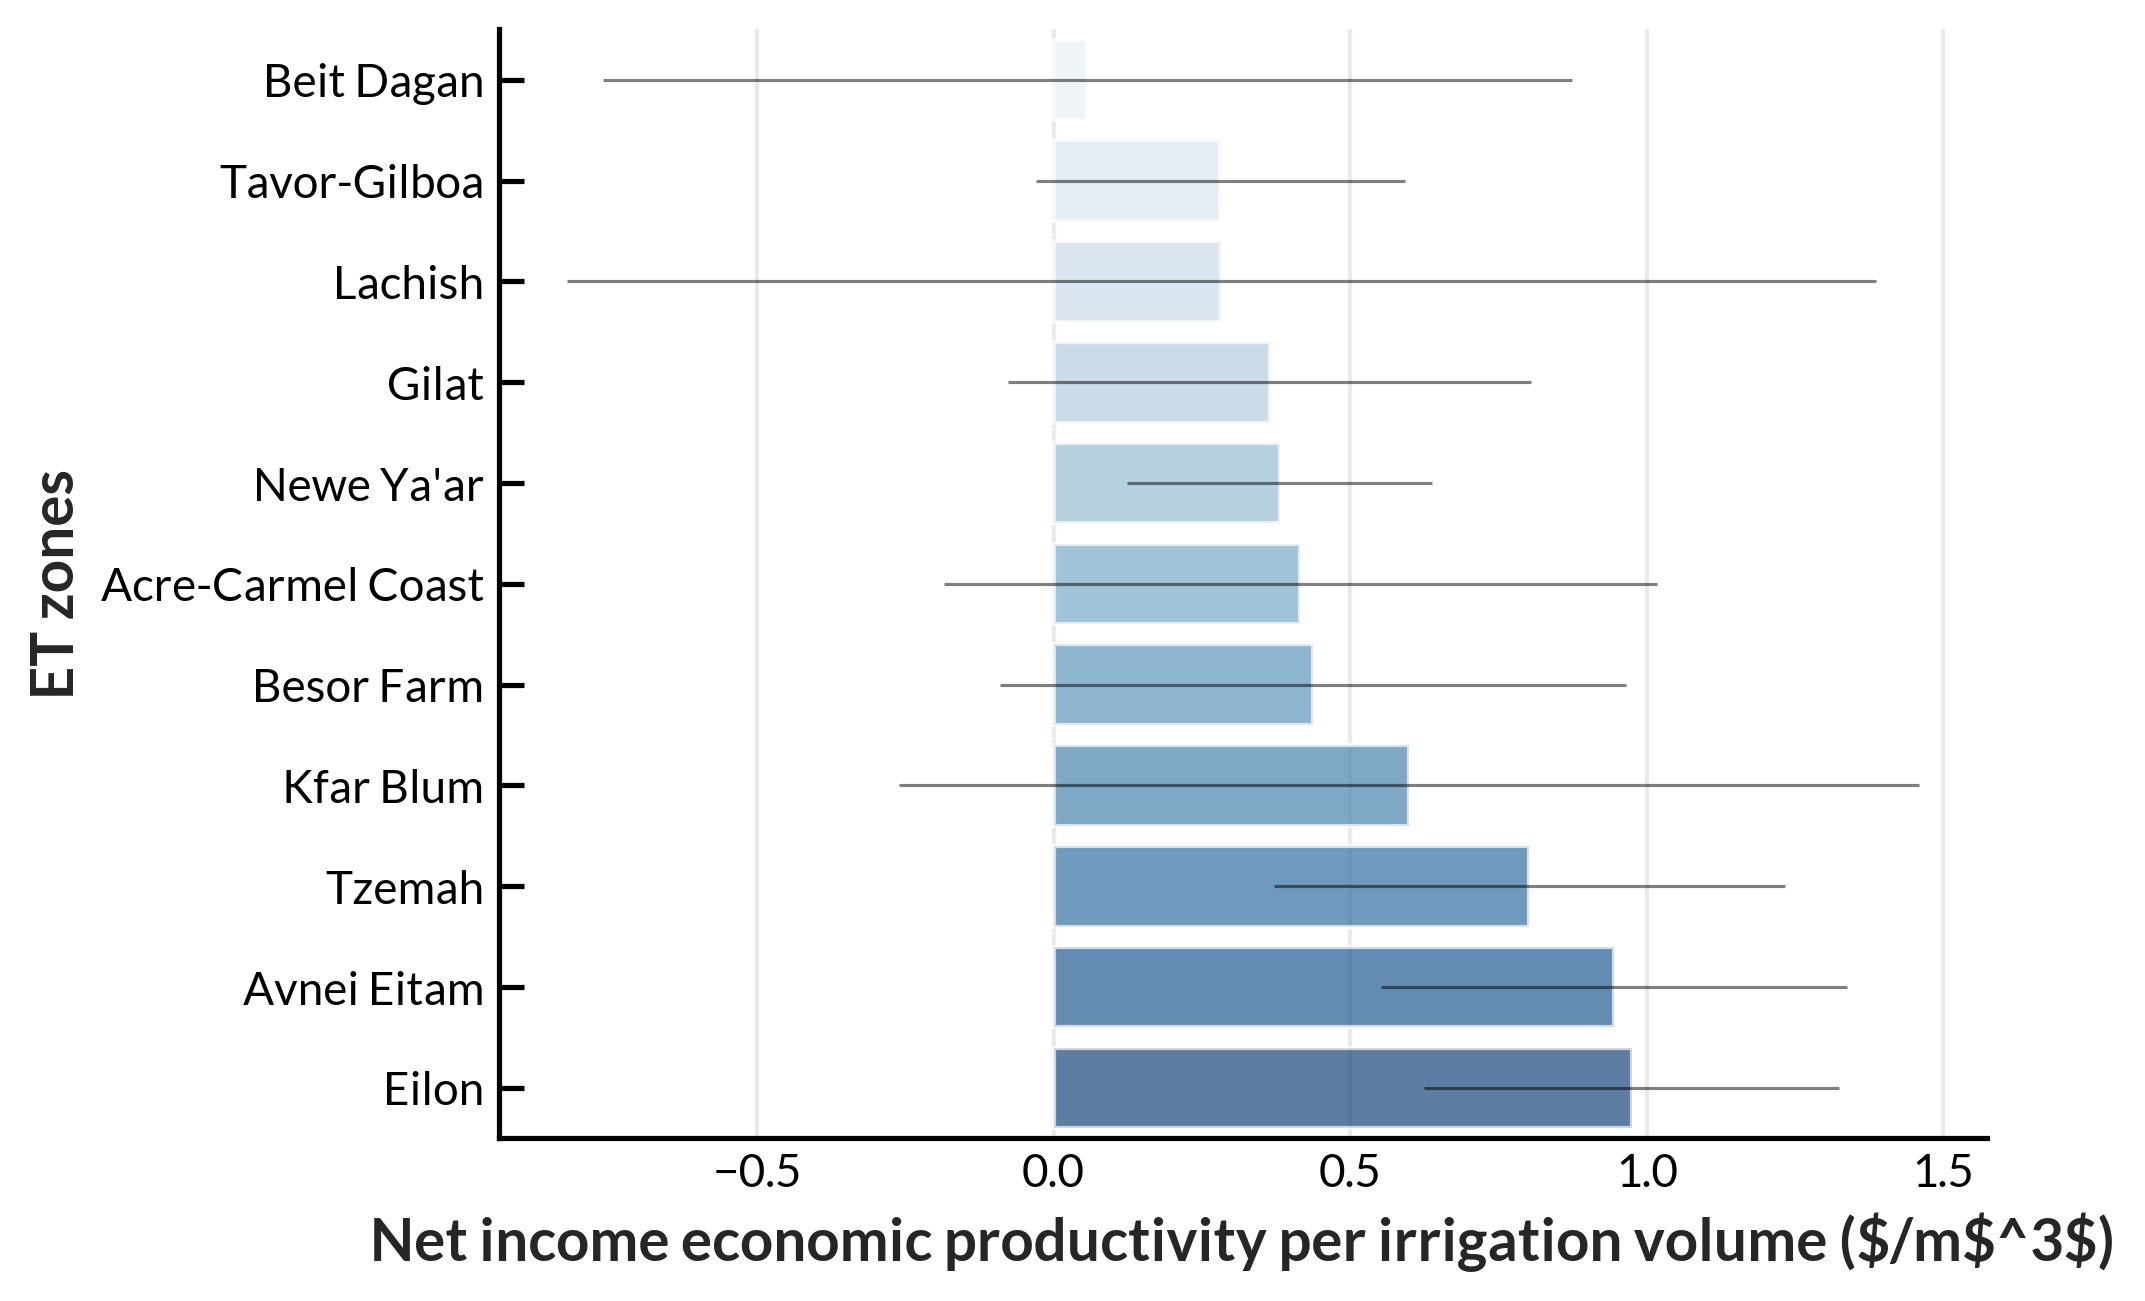 Beit Dagan
Tavor-Gilboa
Lachish
Gilat
Newe Ya'ar
Acre-Carmel Coast
Besor Farm
Kfar Blum
Tzemah
Avnei Eitam
Eilon
ET zones
−0.5 0.0 0.5 1.0 1.5
Net income economic productivity per irrigation volume ($/m$^3$)